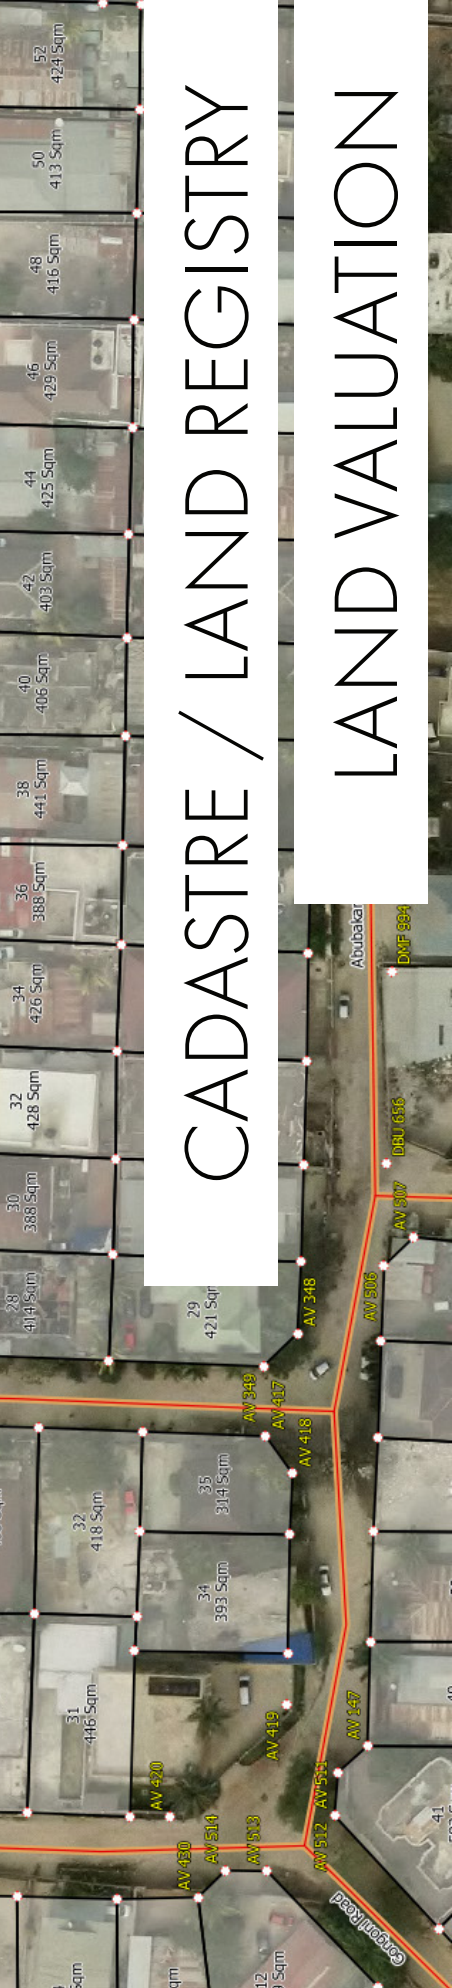 CADASTRE / LAND REGISTRY
LAND VALUATION
52
424 Sqm
50
413 Sqm
48
416 Sqm
46
429 Sqm
44
425 Sqm
42
403 Sqm
40
406 Sqm
38
441 Sqm
36
388 Sqm
34
426 Sqm
32
428 Sqm
30
388 Sqm
28
414 Sqm
29
421 Sqm
Abubakar
DMF 994
DBU 656
AV 507
AV 506
AV 348
AV 349
AV 417
AV 418
35
314 Sqm
32
418 Sqm
34
393 Sqm
31
446 Sqm
AV 419
AV 147
AV 420
AV 511
AV 514
AV 513
AV 512
AV 430
41
Gongoni Road
12
Sqm
qm